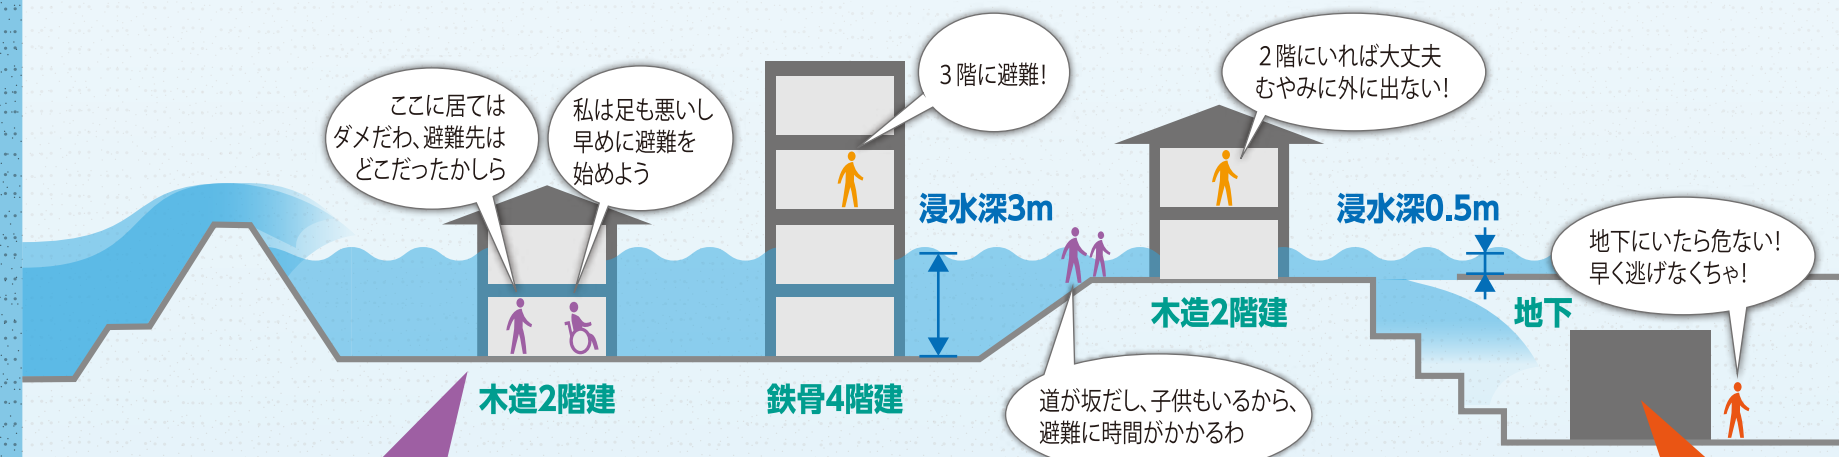 ここに居ては
ダメだわ、避難先は
どこだったかしら
私は足も悪いし
早めに避難を
始めよう
3階に避難!
2階にいれば大丈夫
むやみに外に出ない!
浸水深3m
浸水深0.5m
地下にいたら危ない!
早く逃げなくちゃ!
木造2階建
地下
木造2階建
鉄骨4階建
道が坂だし、子供もいるから、
避難に時間がかかるわ